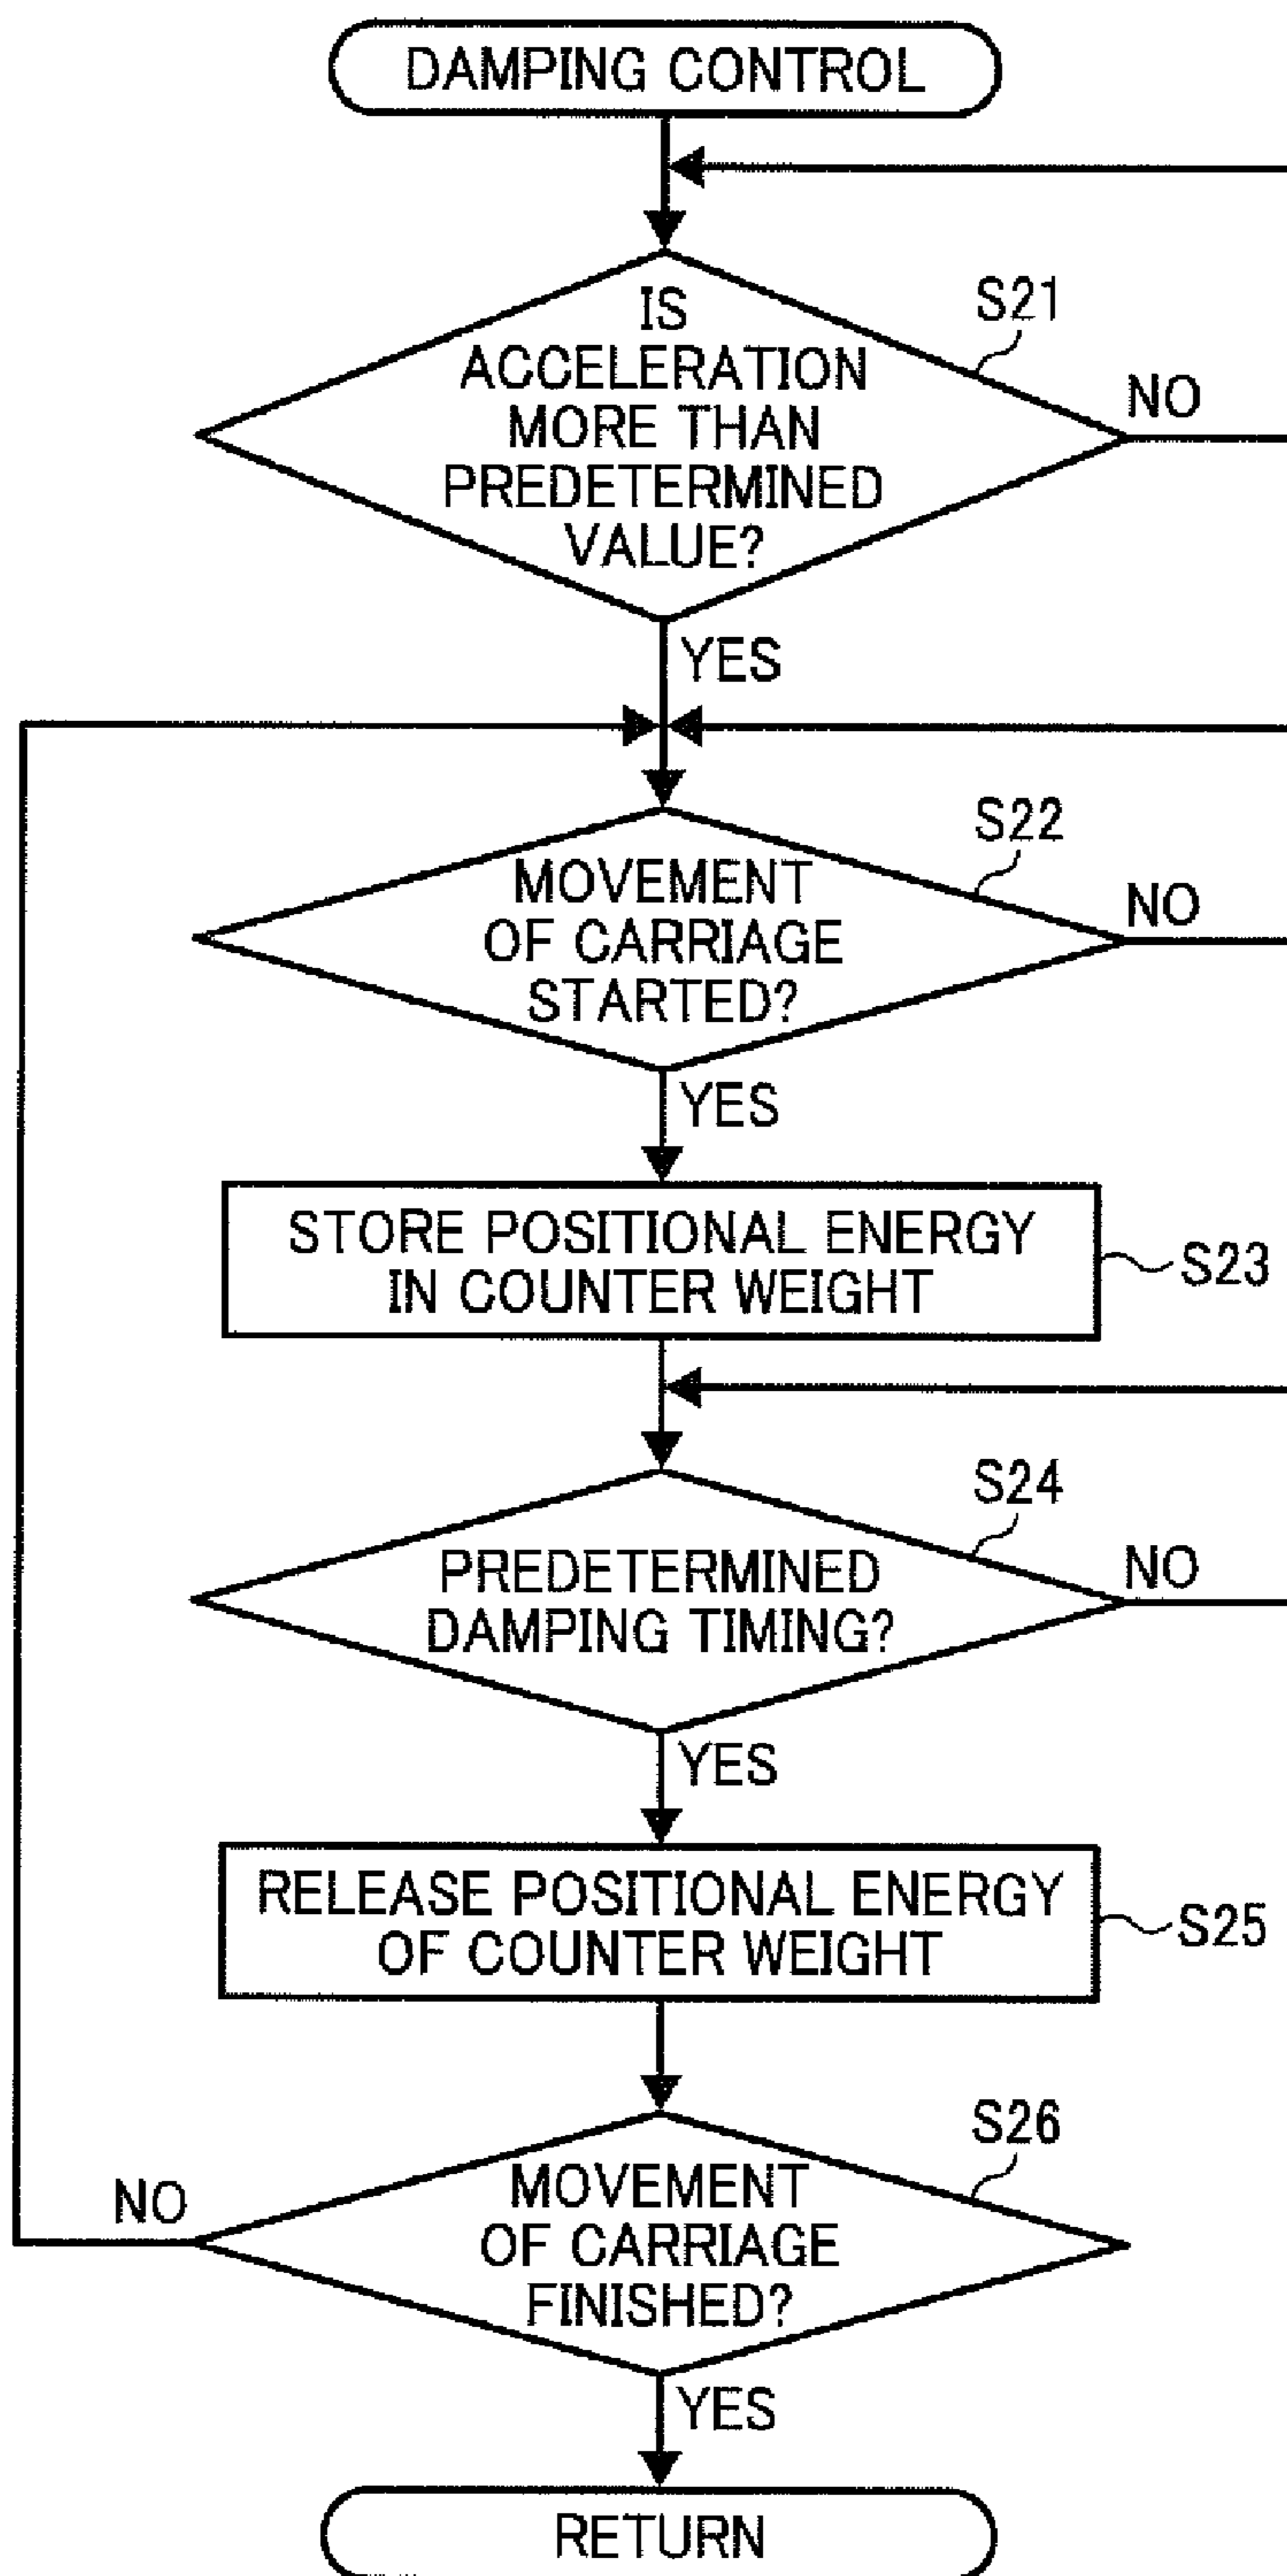 DAMPING CONTROL
IS
ACCELERATION
MORE THAN
PREDETERMINED
VALUE?
S21
NO
YES
MOVEMENT
OF CARRIAGE
STARTED?
S22
NO
YES
STORE POSITIONAL ENERGY
IN COUNTER WEIGHT
S23
PREDETERMINED
DAMPING TIMING?
S24
NO
YES
RELEASE POSITIONAL ENERGY
OF COUNTER WEIGHT
S25
MOVEMENT
OF CARRIAGE
FINISHED?
S26
NO
YES
RETURN